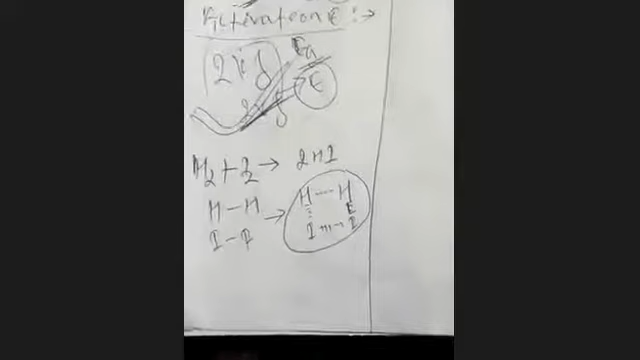 Activation E :→
Ea
E
H2 + I2 → 2HI
H - H → H ---- H
I - I I ---- I